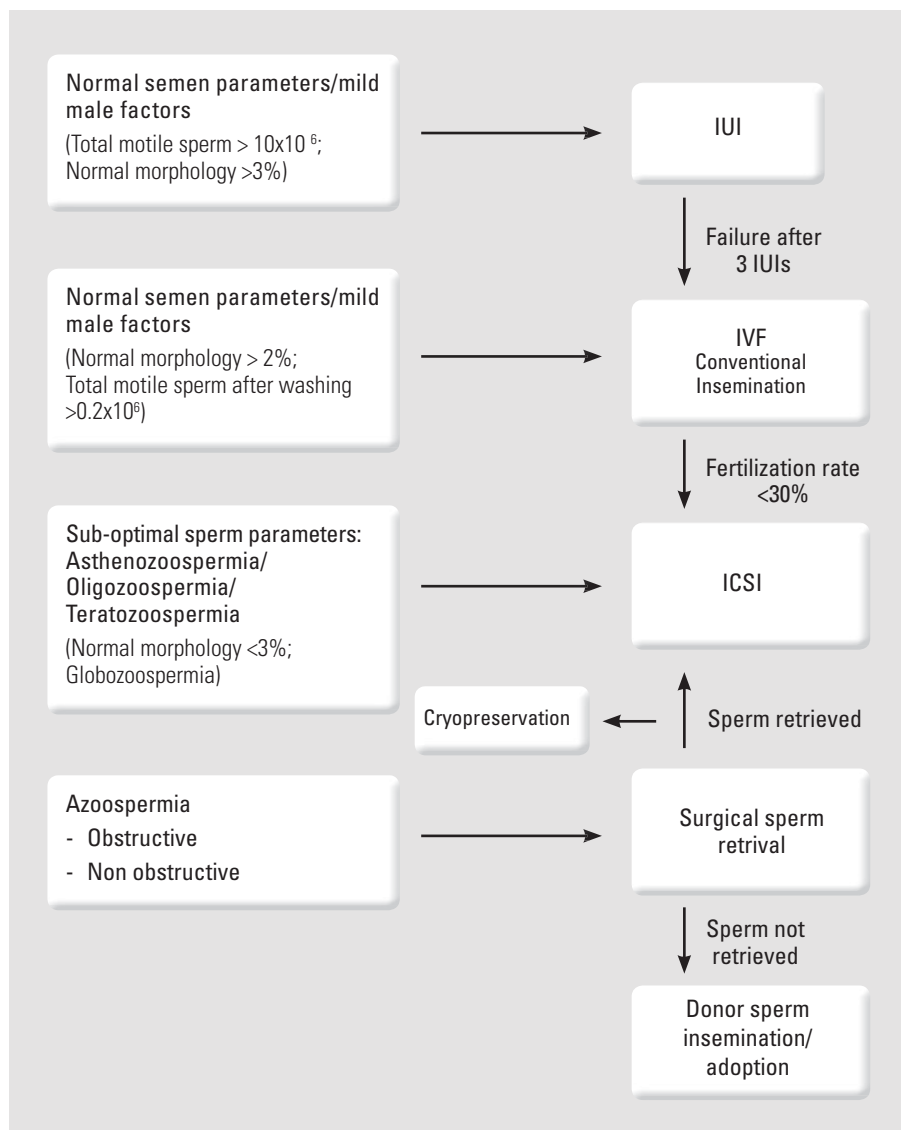 Normal semen parameters/mild
male factors
(Total motile sperm > 10x10 ⁶;
Normal morphology >3%)
IUI
Failure after
3 IUIs
Normal semen parameters/mild
male factors
(Normal morphology > 2%;
Total motile sperm after washing
>0.2x10⁶)
IVF
Conventional
Insemination
Fertilization rate
<30%
Sub-optimal sperm parameters:
Asthenozoospermia/
Oligozoospermia/
Teratozoospermia
(Normal morphology <3%;
Globozoospermia)
ICSI
Cryopreservation
Sperm retrieved
Azoospermia
- Obstructive
- Non obstructive
Surgical sperm
retrival
Sperm not
retrieved
Donor sperm
insemination/
adoption